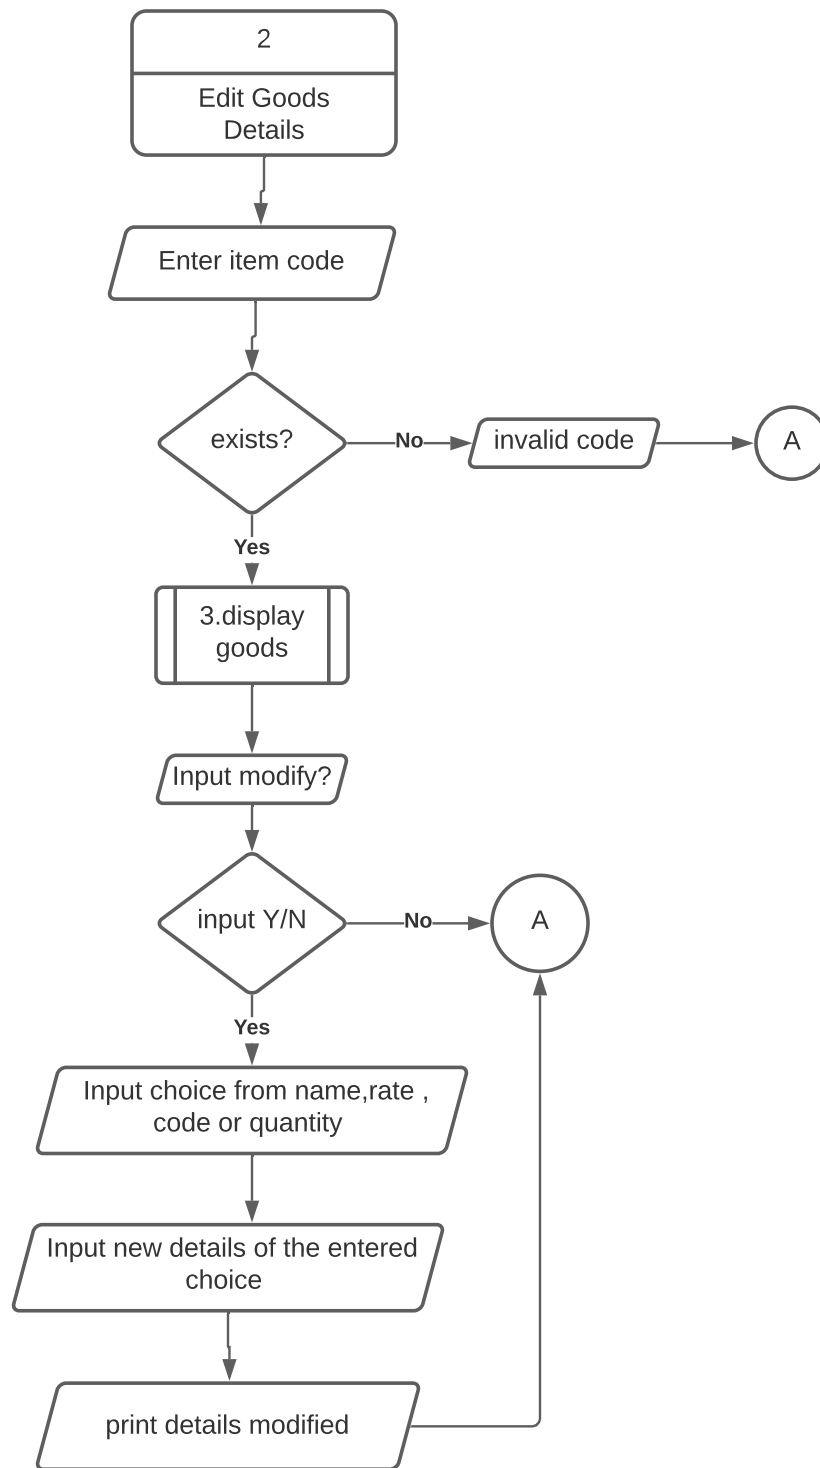 2
Edit Goods
Details
Enter item code
exists?
No
invalid code
A
Yes
3.display
goods
Input modify?
input Y/N
No
A
Yes
Input choice from name,rate ,
code or quantity
Input new details of the entered
choice
print details modified